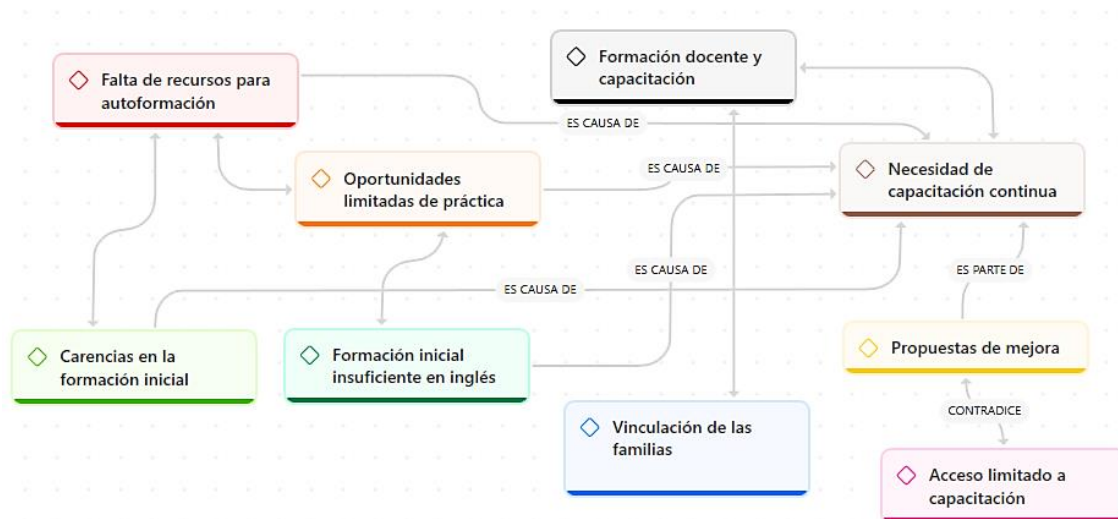 Falta de recursos para
autoformación
Formación docente y
capacitación
ES CAUSA DE
Oportunidades
limitadas de práctica
ES CAUSA DE
Necesidad de
capacitación continua
ES CAUSA DE
ES PARTE DE
ES CAUSA DE
Carencias en la
formación inicial
Formación inicial
insuficiente en inglés
Propuestas de mejora
Vinculación de las
familias
CONTRADICE
Acceso limitado a
capacitación